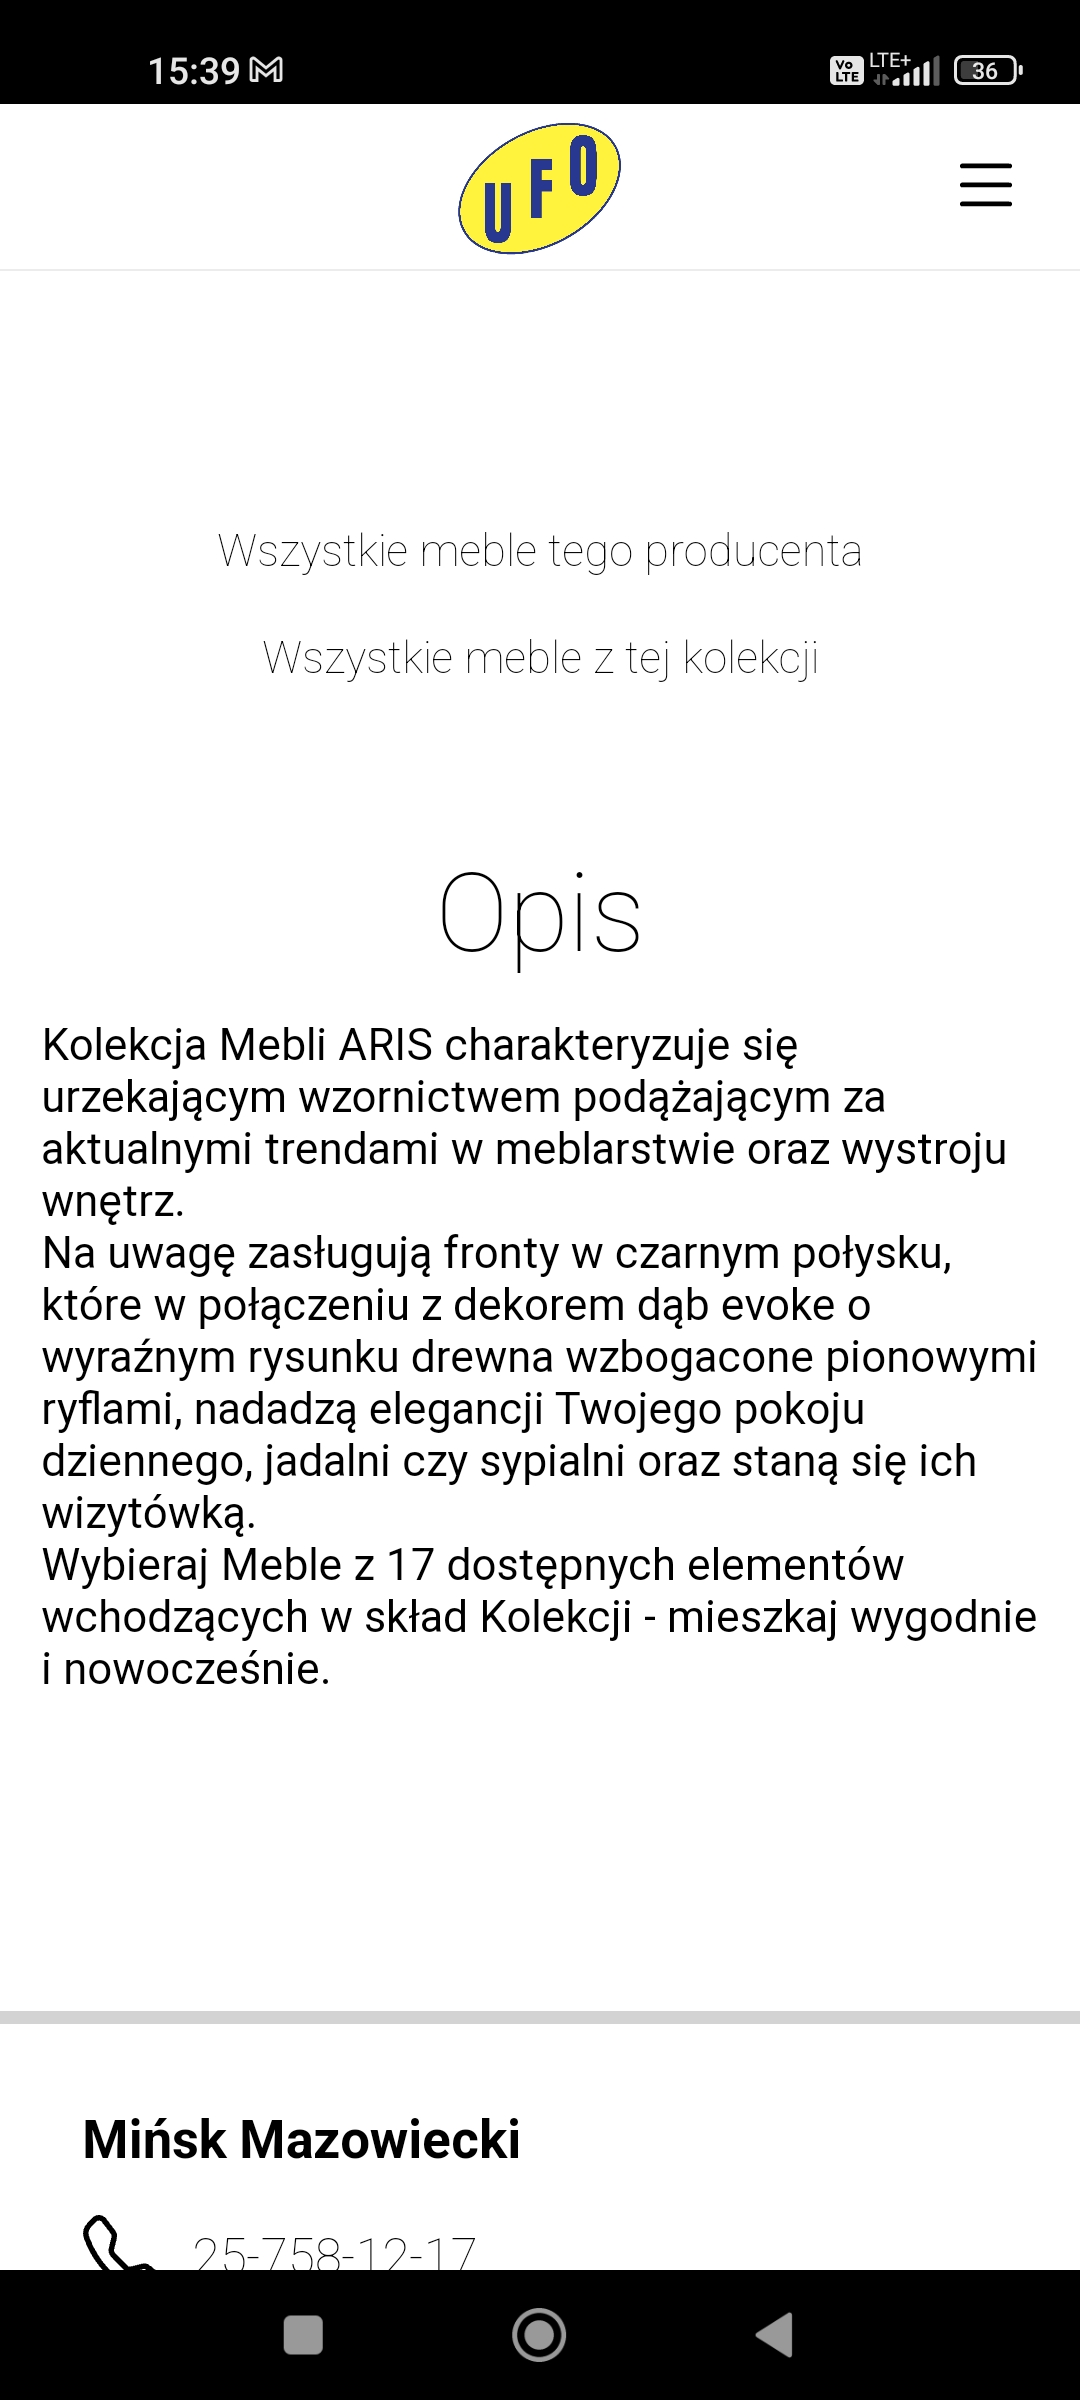 15:39
Vo LTE LTE+ 36
UFO
Wszystkie meble tego producenta
Wszystkie meble z tej kolekcji
Opis
Kolekcja Mebli ARIS charakteryzuje się
urzekającym wzornictwem podążającym za
aktualnymi trendami w meblarstwie oraz wystroju
wnętrz.
Na uwagę zasługują fronty w czarnym połysku,
które w połączeniu z dekorem dąb evoke o
wyraźnym rysunku drewna wzbogacone pionowymi
ryflami, nadadzą elegancji Twojego pokoju
dziennego, jadalni czy sypialni oraz staną się ich
wizytówką.
Wybieraj Meble z 17 dostępnych elementów
wchodzących w skład Kolekcji - mieszkaj wygodnie
i nowocześnie.
Mińsk Mazowiecki
25-758-12-17